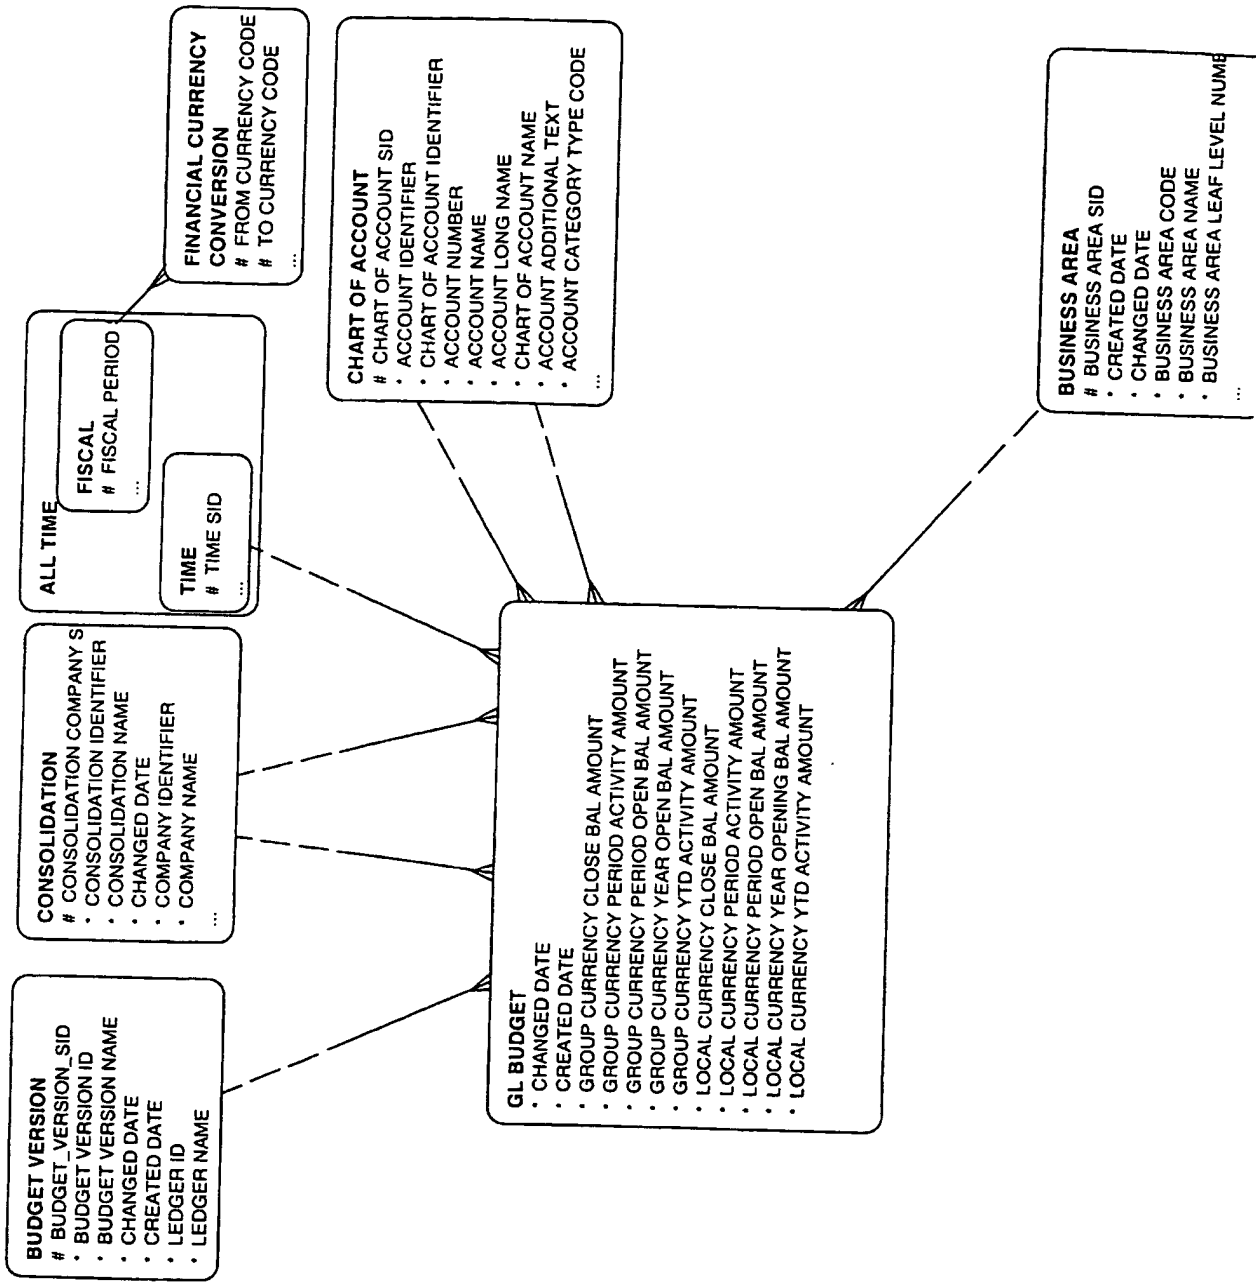 BUDGET VERSION
# BUDGET_VERSION_SID
• BUDGET VERSION ID
• BUDGET VERSION NAME
• CHANGED DATE
• CREATED DATE
• LEDGER ID
• LEDGER NAME
CONSOLIDATION
# CONSOLIDATION COMPANY S
• CONSOLIDATION IDENTIFIER
• CONSOLIDATION NAME
• CHANGED DATE
• COMPANY IDENTIFIER
• COMPANY NAME
...
ALL TIME
FISCAL
# FISCAL PERIOD
...
TIME
# TIME SID
...
FINANCIAL CURRENCY
CONVERSION
# FROM CURRENCY CODE
# TO CURRENCY CODE
...
CHART OF ACCOUNT
# CHART OF ACCOUNT SID
• ACCOUNT IDENTIFIER
• CHART OF ACCOUNT IDENTIFIER
• ACCOUNT NUMBER
• ACCOUNT NAME
• ACCOUNT LONG NAME
• CHART OF ACCOUNT NAME
• ACCOUNT ADDITIONAL TEXT
• ACCOUNT CATEGORY TYPE CODE
...
GL BUDGET
• CHANGED DATE
• CREATED DATE
• GROUP CURRENCY CLOSE BAL AMOUNT
• GROUP CURRENCY PERIOD ACTIVITY AMOUNT
• GROUP CURRENCY PERIOD OPEN BAL AMOUNT
• GROUP CURRENCY YEAR OPEN BAL AMOUNT
• GROUP CURRENCY YTD ACTIVITY AMOUNT
• LOCAL CURRENCY CLOSE BAL AMOUNT
• LOCAL CURRENCY PERIOD ACTIVITY AMOUNT
• LOCAL CURRENCY PERIOD OPEN BAL AMOUNT
• LOCAL CURRENCY YEAR OPENING BAL AMOUNT
• LOCAL CURRENCY YTD ACTIVITY AMOUNT
BUSINESS AREA
# BUSINESS AREA SID
• CREATED DATE
• CHANGED DATE
• BUSINESS AREA CODE
• BUSINESS AREA NAME
• BUSINESS AREA LEAF LEVEL NUMB
...